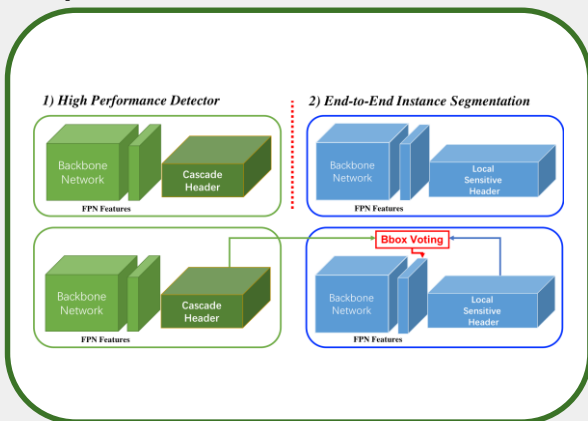 1) High Performance Detector
2) End-to-End Instance Segmentation
Backbone
Network
Cascade
Header
FPN Features
Backbone
Network
Local
Sensitive
Header
FPN Features
Bbox Voting
Backbone
Network
Cascade
Header
FPN Features
Backbone
Network
Local
Sensitive
Header
FPN Features